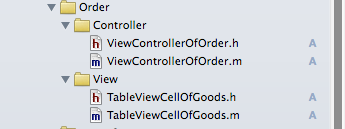 Order
Controller
h ViewControllerOfOrder.h A
m ViewControllerOfOrder.m A
View
h TableViewCellOfGoods.h A
m TableViewCellOfGoods.m A